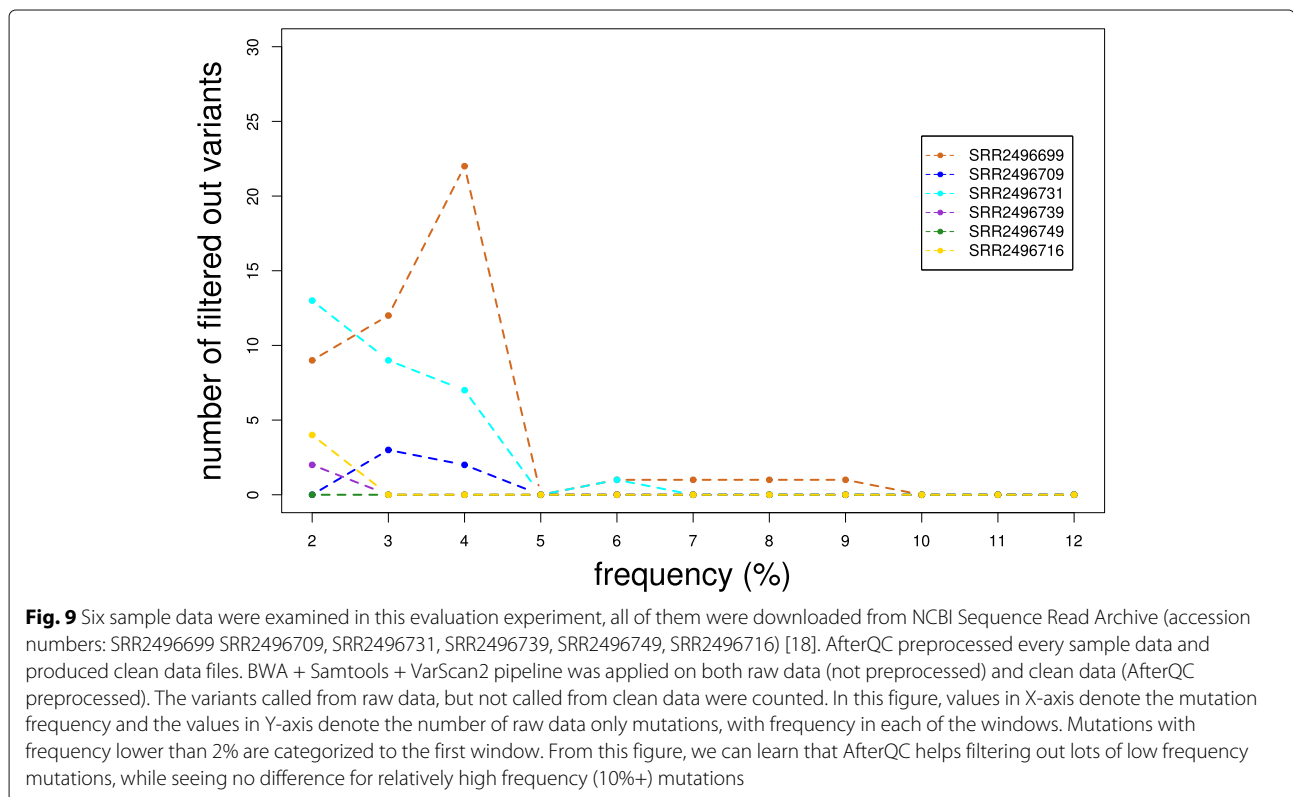 number of filtered out variants
30
25
20
15
10
5
0
SRR2496699
SRR2496709
SRR2496731
SRR2496739
SRR2496749
SRR2496716
2 3 4 5 6 7 8 9 10 11 12
frequency (%)
Fig. 9 Six sample data were examined in this evaluation experiment, all of them were downloaded from NCBI Sequence Read Archive (accession
numbers: SRR2496699 SRR2496709, SRR2496731, SRR2496739, SRR2496749, SRR2496716) [18]. AfterQC preprocessed every sample data and
produced clean data files. BWA + Samtools + VarScan2 pipeline was applied on both raw data (not preprocessed) and clean data (AfterQC
preprocessed). The variants called from raw data, but not called from clean data were counted. In this figure, values in X-axis denote the mutation
frequency and the values in Y-axis denote the number of raw data only mutations, with frequency in each of the windows. Mutations with
frequency lower than 2% are categorized to the first window. From this figure, we can learn that AfterQC helps filtering out lots of low frequency
mutations, while seeing no difference for relatively high frequency (10%+) mutations